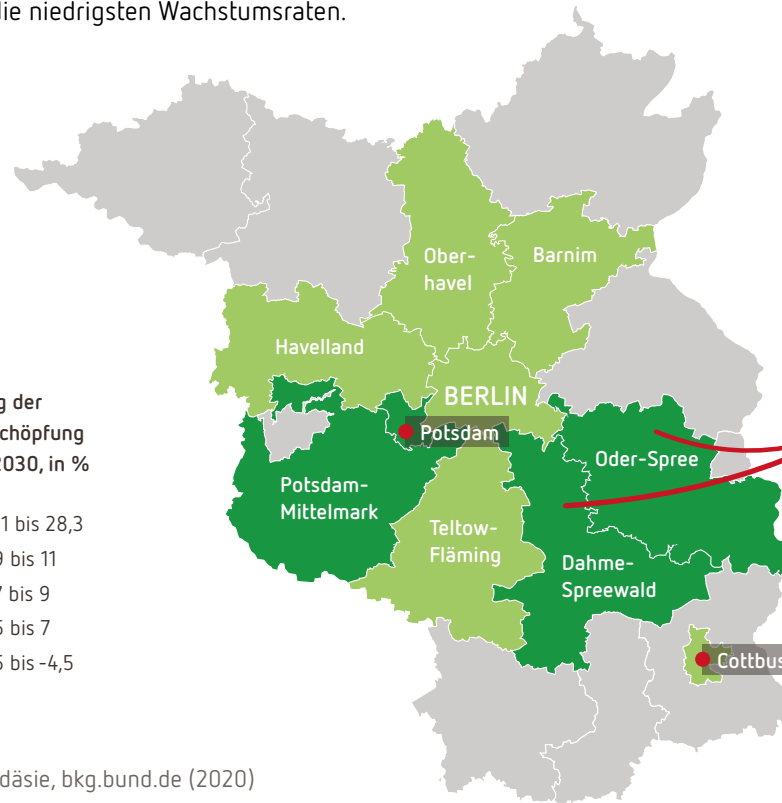 die niedrigsten Wachstumsraten.
Ober-
havel
Barnim
Havelland
BERLIN
Potsdam
Oder-Spree
Potsdam-
Mittelmark
Teltow-
Fläming
Dahme-
Spreewald
Cottbus
g der
chöpfung
2030, in %
1 bis 28,3
9 bis 11
7 bis 9
5 bis 7
5 bis -4,5
däsie, bkg.bund.de (2020)